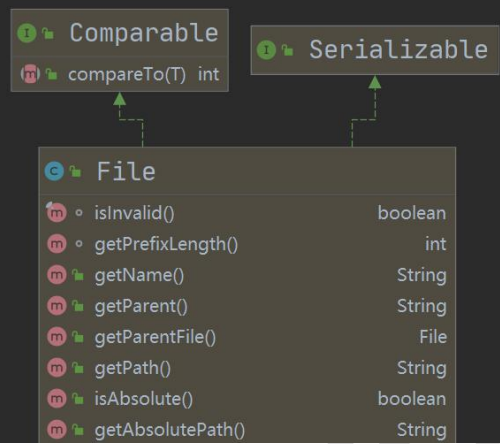 I Comparable
m compareTo(T) int
I Serializable
C File
m isInvalid() boolean
m getPrefixLength() int
m getName() String
m getParent() String
m getParentFile() File
m getPath() String
m isAbsolute() boolean
m getAbsolutePath() String